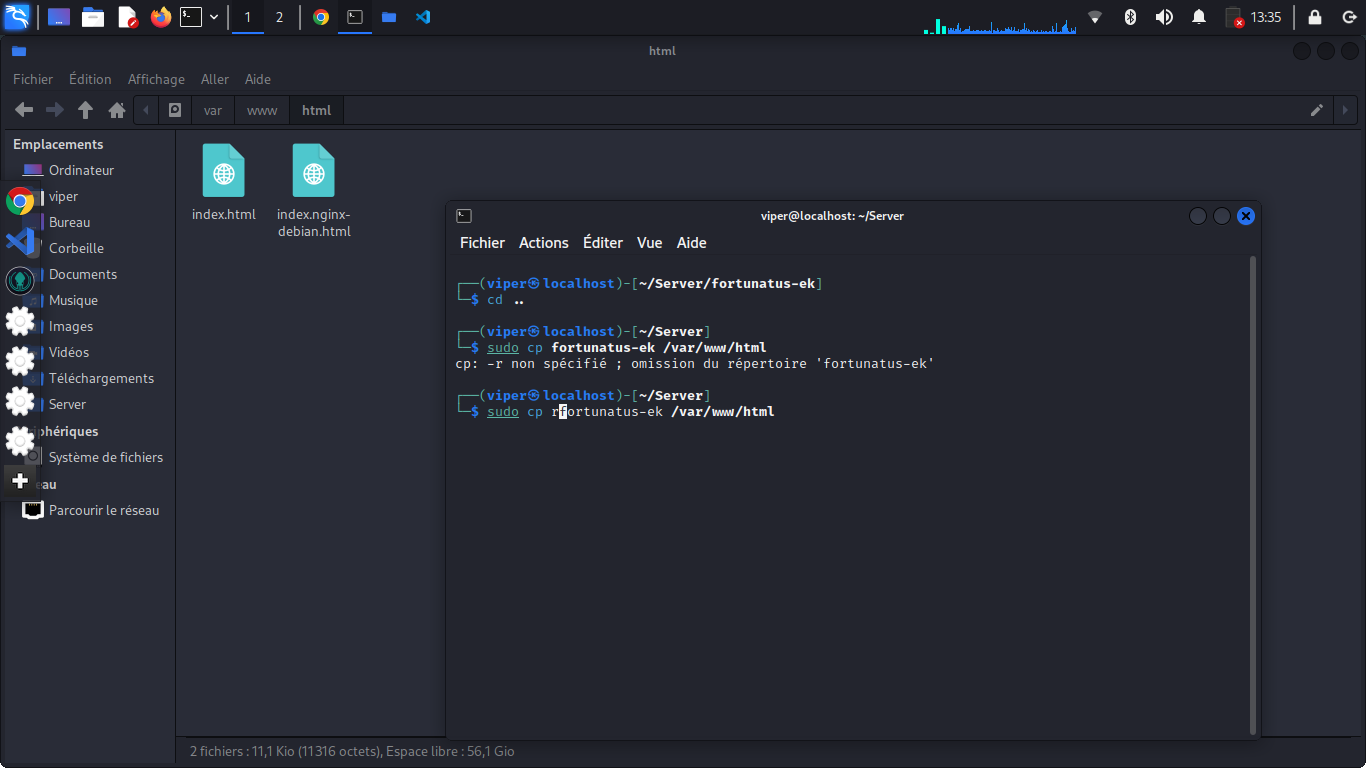 1 2 13:35
html
Fichier Édition Affichage Aller Aide
var www html
Emplacements
Ordinateur
viper
Bureau
Corbeille
Documents
Musique
Images
Vidéos
Téléchargements
Server
phériques
Système de fichiers
eau
Parcourir le réseau
index.html
index.nginx-
debian.html
2 fichiers : 11,1 Kio (11316 octets), Espace libre : 56,1 Gio
viper@localhost: ~/Server
Fichier Actions Éditer Vue Aide
┌──(viper㉿localhost)-[~/Server/fortunatus-ek]
└─$ cd ..
┌──(viper㉿localhost)-[~/Server]
└─$ sudo cp fortunatus-ek /var/www/html
cp: -r non spécifié ; omission du répertoire 'fortunatus-ek'
┌──(viper㉿localhost)-[~/Server]
└─$ sudo cp rfortunatus-ek /var/www/html